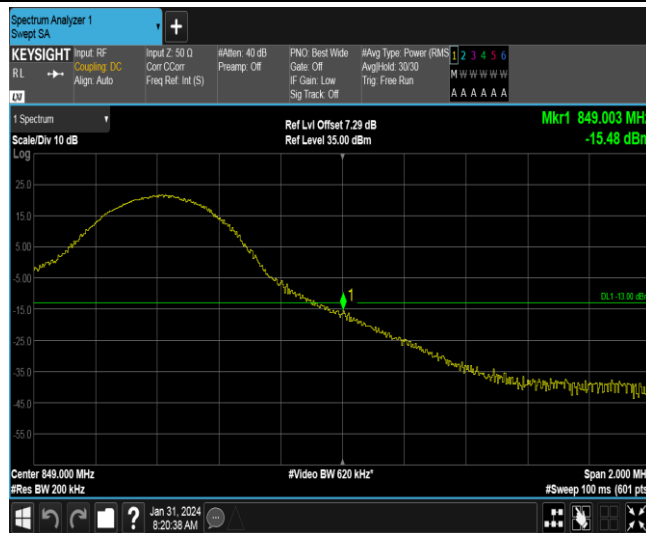 Spectrum Analyzer 1
Swept SA
KEYSIGHT
RL
Input: RF
Coupling: DC
Align: Auto
Input Z: 50 Ω
Corr CCorr
Freq Ref: Int (S)
#Atten: 40 dB
Preamp: Off
PNO: Best Wide
Gate: Off
IF Gain: Low
Sig Track: Off
#Avg Type: Power (RMS
Avg|Hold: 30/30
Trig: Free Run
1 2 3 4 5 6
M W W W W W
A A A A A A
1 Spectrum
Scale/Div 10 dB
Log
Ref Lvl Offset 7.29 dB
Ref Level 35.00 dBm
Mkr1 849.003 MHz
-15.48 dBm
25.0
15.0
5.00
-5.00
-15.0
-25.0
-35.0
-45.0
-55.0
1
DL1 -13.00 dBm
Center 849.000 MHz
#Res BW 200 kHz
#Video BW 620 kHz*
Span 2.000 MHz
#Sweep 100 ms (601 pts
Jan 31, 2024
8:20:38 AM